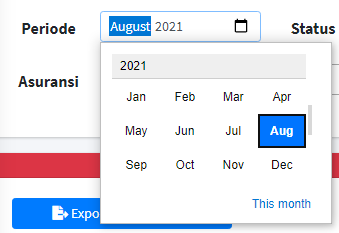 Periode August 2021 Status
2021
Asuransi
Jan Feb Mar Apr
May Jun Jul Aug
Sep Oct Nov Dec
This month
Expo